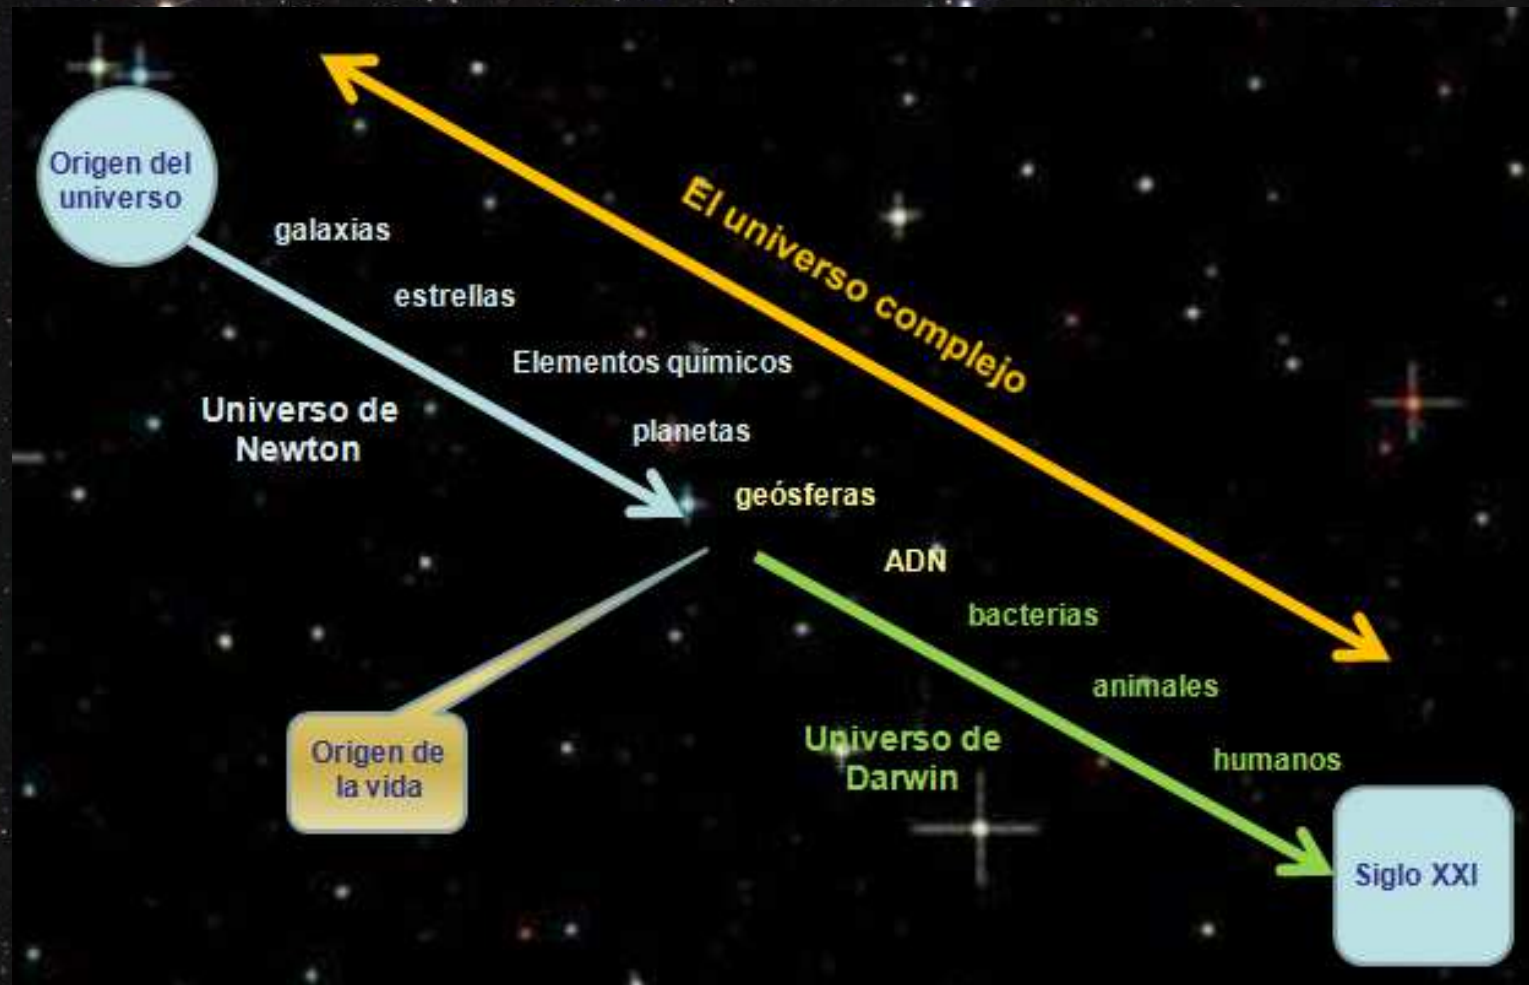 Origen del
universo
galaxias
estrellas
Elementos químicos
planetas
geósferas
ADN
bacterias
animales
humanos
El universo complejo
Universo de
Newton
Origen de
la vida
Universo de
Darwin
Siglo XXI